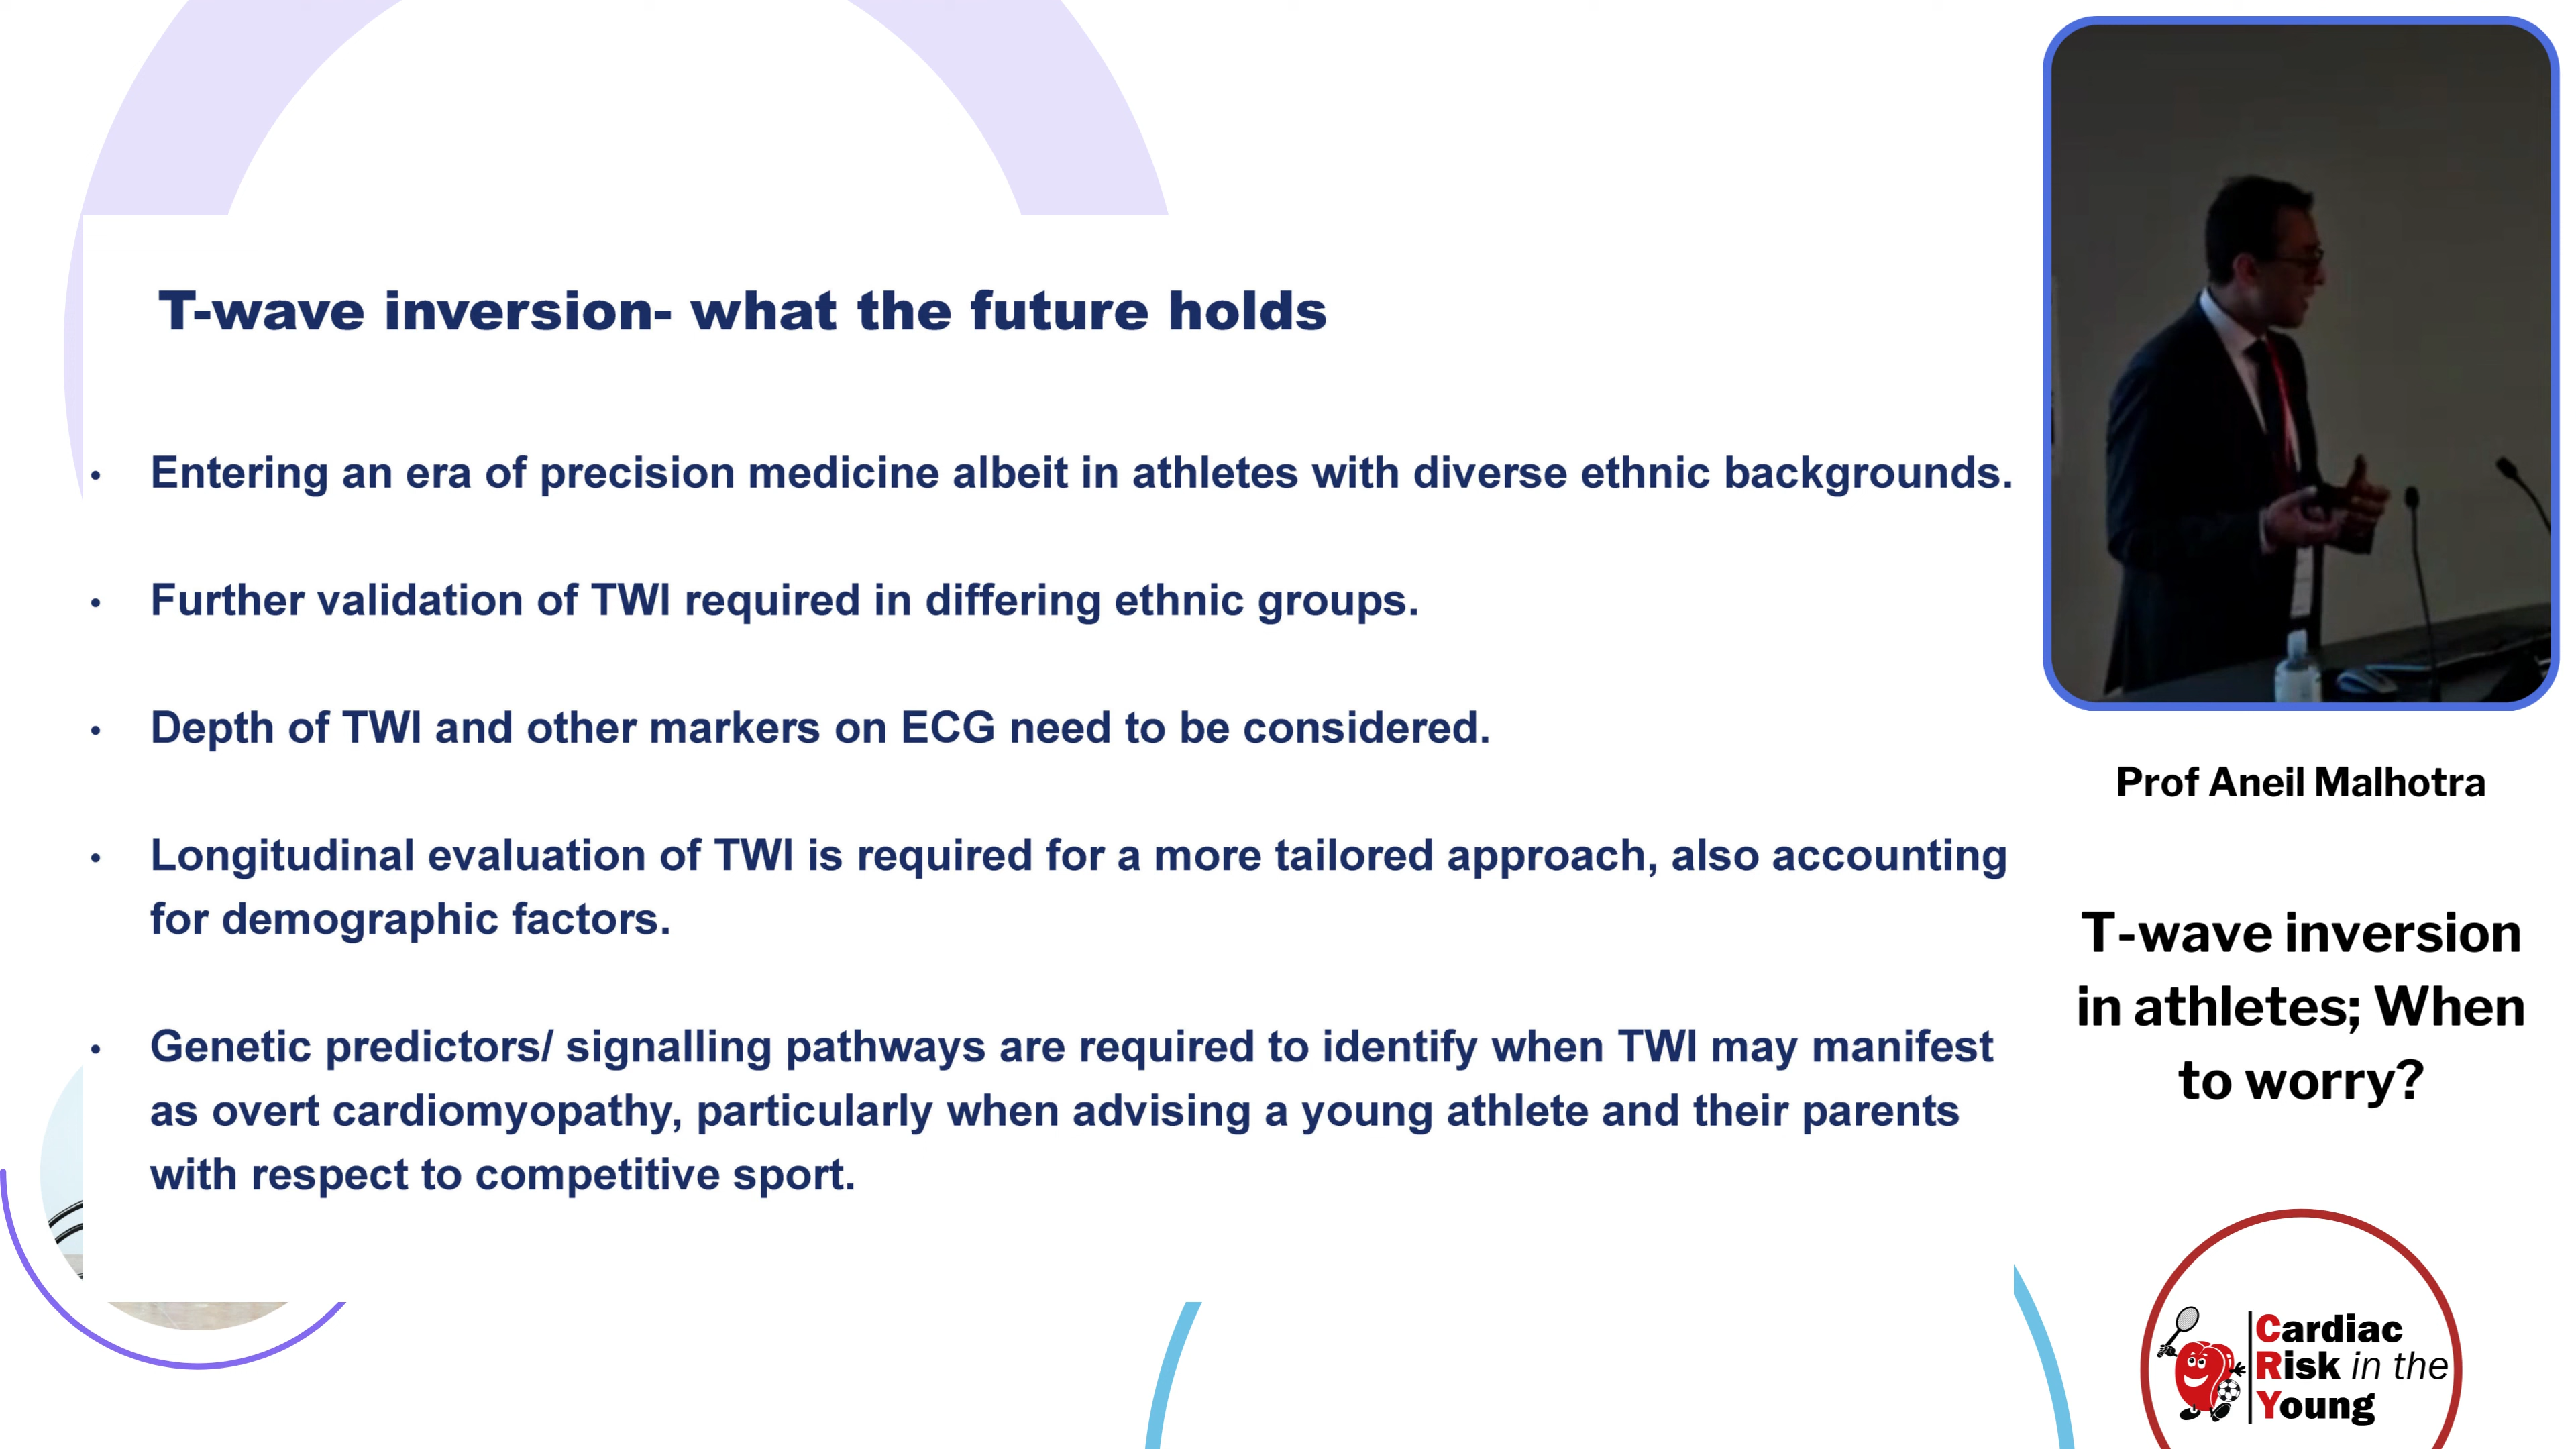 T-wave inversion- what the future holds
• Entering an era of precision medicine albeit in athletes with diverse ethnic backgrounds.
• Further validation of TWI required in differing ethnic groups.
• Depth of TWI and other markers on ECG need to be considered.
• Longitudinal evaluation of TWI is required for a more tailored approach, also accounting
for demographic factors.
• Genetic predictors/ signalling pathways are required to identify when TWI may manifest
as overt cardiomyopathy, particularly when advising a young athlete and their parents
with respect to competitive sport.
Prof Aneil Malhotra
T-wave inversion
in athletes; When
to worry?
Cardiac
Risk in the
Young